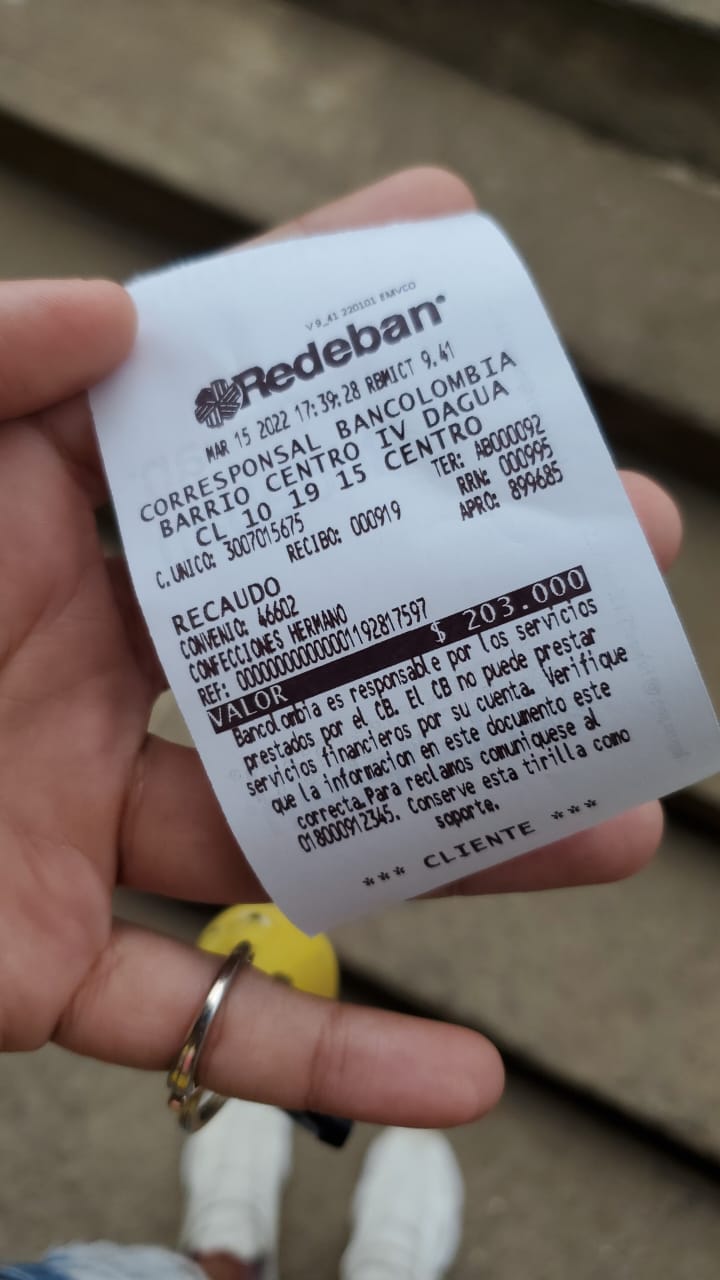 V 9_41 220101 EMVCO
Redeban
MAR 15 2022 17:39:28 RBMICT 9.41
CORRESPONSAL BANCOLOMBIA
BARRIO CENTRO IV DAGUA
CL 10 19 15 CENTRO
C.UNICO: 3007015675 TER: AB000092
RECIBO: 000919 RRN: 000995
APRO: 899685
RECAUDO
CONVENIO: 46602
CONFECCIONES HERMANO
REF: 00000000000001192817597
VALOR $ 203.000
Bancolombia es responsable por los servicios
prestados por el CB. El CB no puede prestar
servicios financieros por su cuenta. Verifique
que la informacion en este documento este
correcta.Para reclamos comuniquese al
018000912345. Conserve esta tirilla como
soporte.
*** CLIENTE ***